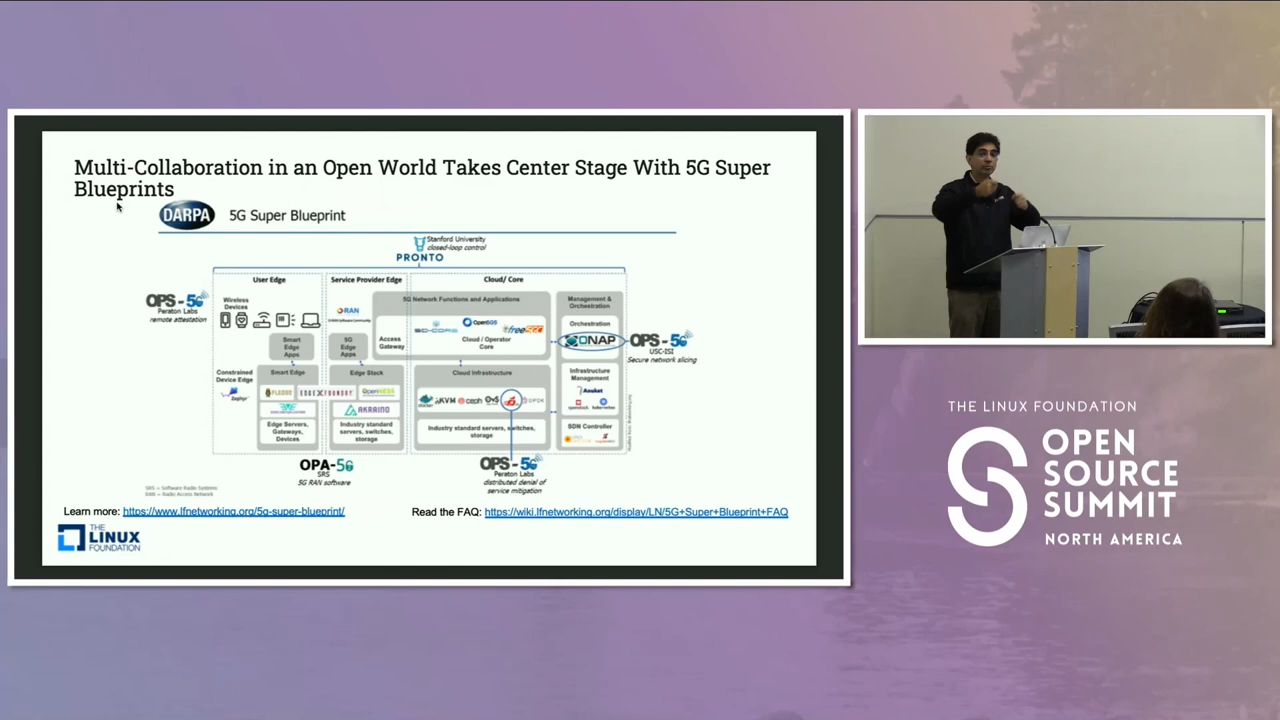 Multi-Collaboration in an Open World Takes Center Stage With 5G Super
Blueprints
DARPA
5G Super Blueprint
Stanford University
closed-loop control
PRONTO
User Edge
Service Provider Edge
Cloud/ Core
OPS-5G
Peraton Labs
remote attestation
Wireless
Devices
Smart
Edge
Apps
RAN
5G
Edge
Apps
5G Network Functions and Applications
Access
Gateway
OpenSGS
free5GC
Cloud / Operator
Core
Management &
Orchestration
Orchestration
ONAP
OPS-5G
USC-ISI
Secure network slicing
Constrained
Device Edge
Zephyr
Smart Edge
FLEDGE
EDGE X FOUNDRY
Edge Servers,
Gateways,
Devices
Edge Stack
OpenNESS
AKRAINO
Industry standard
servers, switches,
storage
Cloud Infrastructure
KVM
ceph
OvS
DPDK
Industry standard servers, switches,
storage
Infrastructure
Management
Anuket
openstack
kubernetes
SDN Controller
OPA-5G
SRS
5G RAN software
OPS-5G
Peraton Labs
distributed denial of
service mitigation
SRS = Software Radio Systems
RAN = Radio Access Network
Learn more: https://www.lfnetworking.org/5g-super-blueprint/
Read the FAQ: https://wiki.lfnetworking.org/display/LN/5G+Super+Blueprint+FAQ
THE
LINUX
FOUNDATION
THE LINUX FOUNDATION
OPEN
SOURCE
SUMMIT
NORTH AMERICA